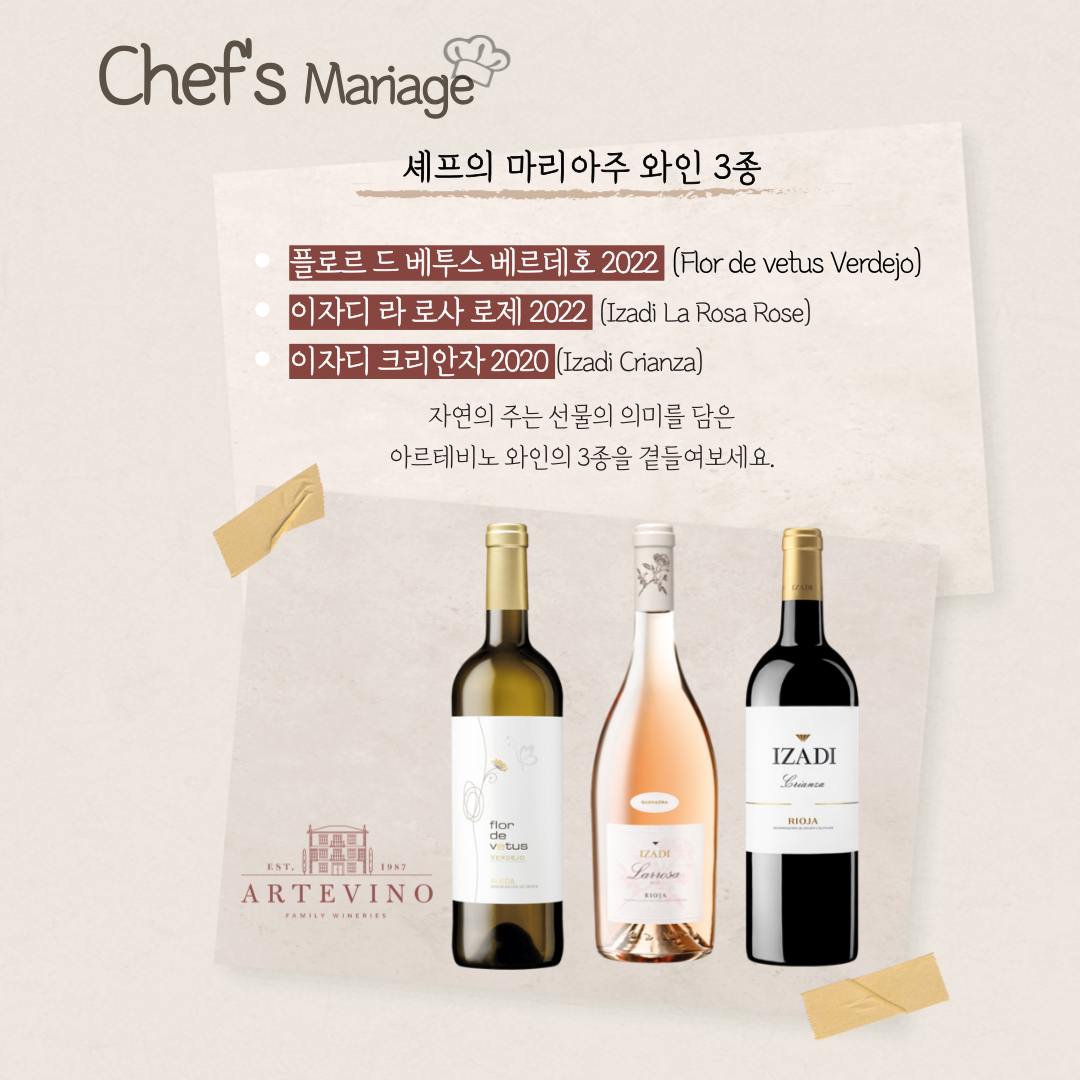 Chef's Mariage
셰프의 마리아주 와인 3종
플로르 드 베투스 베르데호 2022 (Flor de vetus Verdejo)
이자디 라 로사 로제 2022 (Izadi La Rosa Rose)
이자디 크리안자 2020 (Izadi Crianza)
자연의 주는 선물의 의미를 담은
아르테비노 와인의 3종을 곁들여보세요.
EST. 1987
ARTEVINO
FAMILY WINERIES
flor
de
vetus
VERDEJO
RUEDA
IZADI
Larrosa
RIOJA
IZADI
IZADI
Crianza
RIOJA